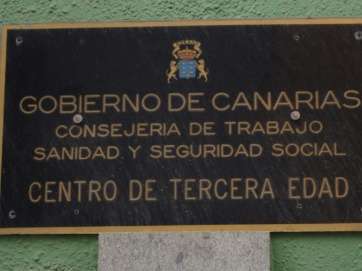 GOBIERNO DE CANARIAS
CONSEJERIA DE TRABAJO
SANIDAD Y SEGURIDAD SOCIAL
CENTRO DE TERCERA EDAD